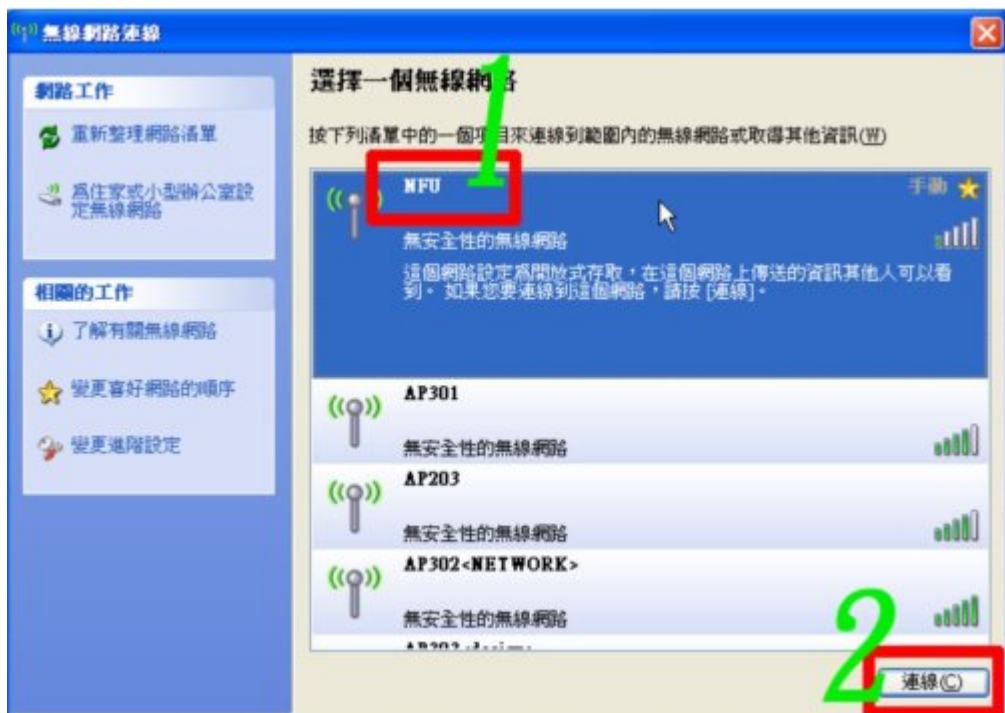 無線網路連線
網路工作
重新整理網路清單
為住家或小型辦公室設
定無線網路
相關的工作
了解有關無線網路
變更喜好網路的順序
變更進階設定
選擇一個無線網路
1
按下列清單中的一個項目來連線到範圍內的無線網路或取得其他資訊(W)
NFU
手動
無安全性的無線網路
這個網路設定為開放式存取，在這個網路上傳送的資訊其他人可以看
到。如果您要連線到這個網路，請按 [連線]。
AP301
無安全性的無線網路
AP203
無安全性的無線網路
AP302<NETWORK>
無安全性的無線網路
2
連線(C)